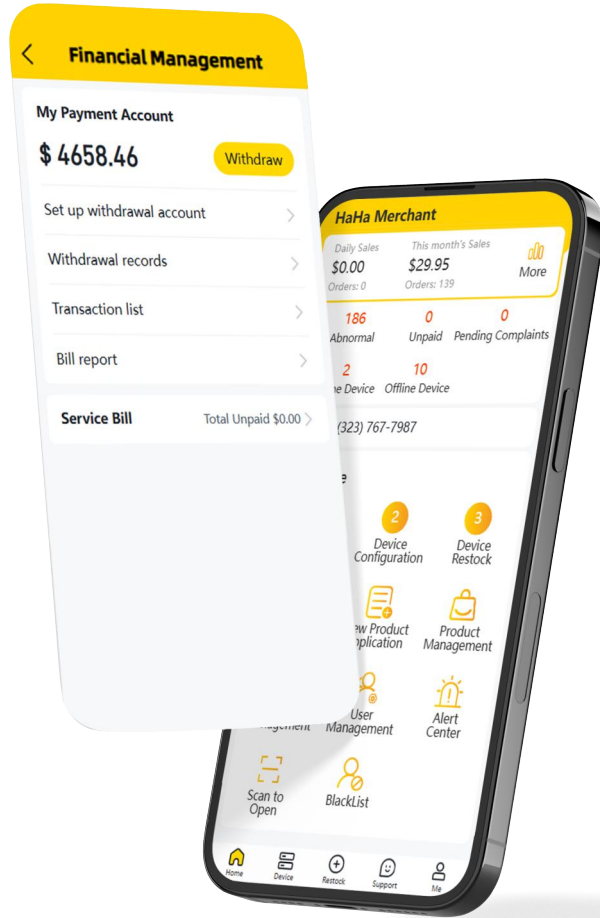 Financial Management
My Payment Account
$ 4658.46
Withdraw
Set up withdrawal account
Withdrawal records
Transaction list
Bill report
Service Bill
Total Unpaid $0.00
HaHa Merchant
Daily Sales
This month's Sales
$0.00
$29.95
More
Orders: 0
Orders: 139
186
0
0
Abnormal
Unpaid
Pending Complaints
2
10
Device
Offline Device
(323) 767-7987
2
3
Device
Configuration
Device
Restock
Product
Product
Management
User
Management
Alert
Center
Scan to
Open
BlackList
Home
Device
Restock
Support
Me